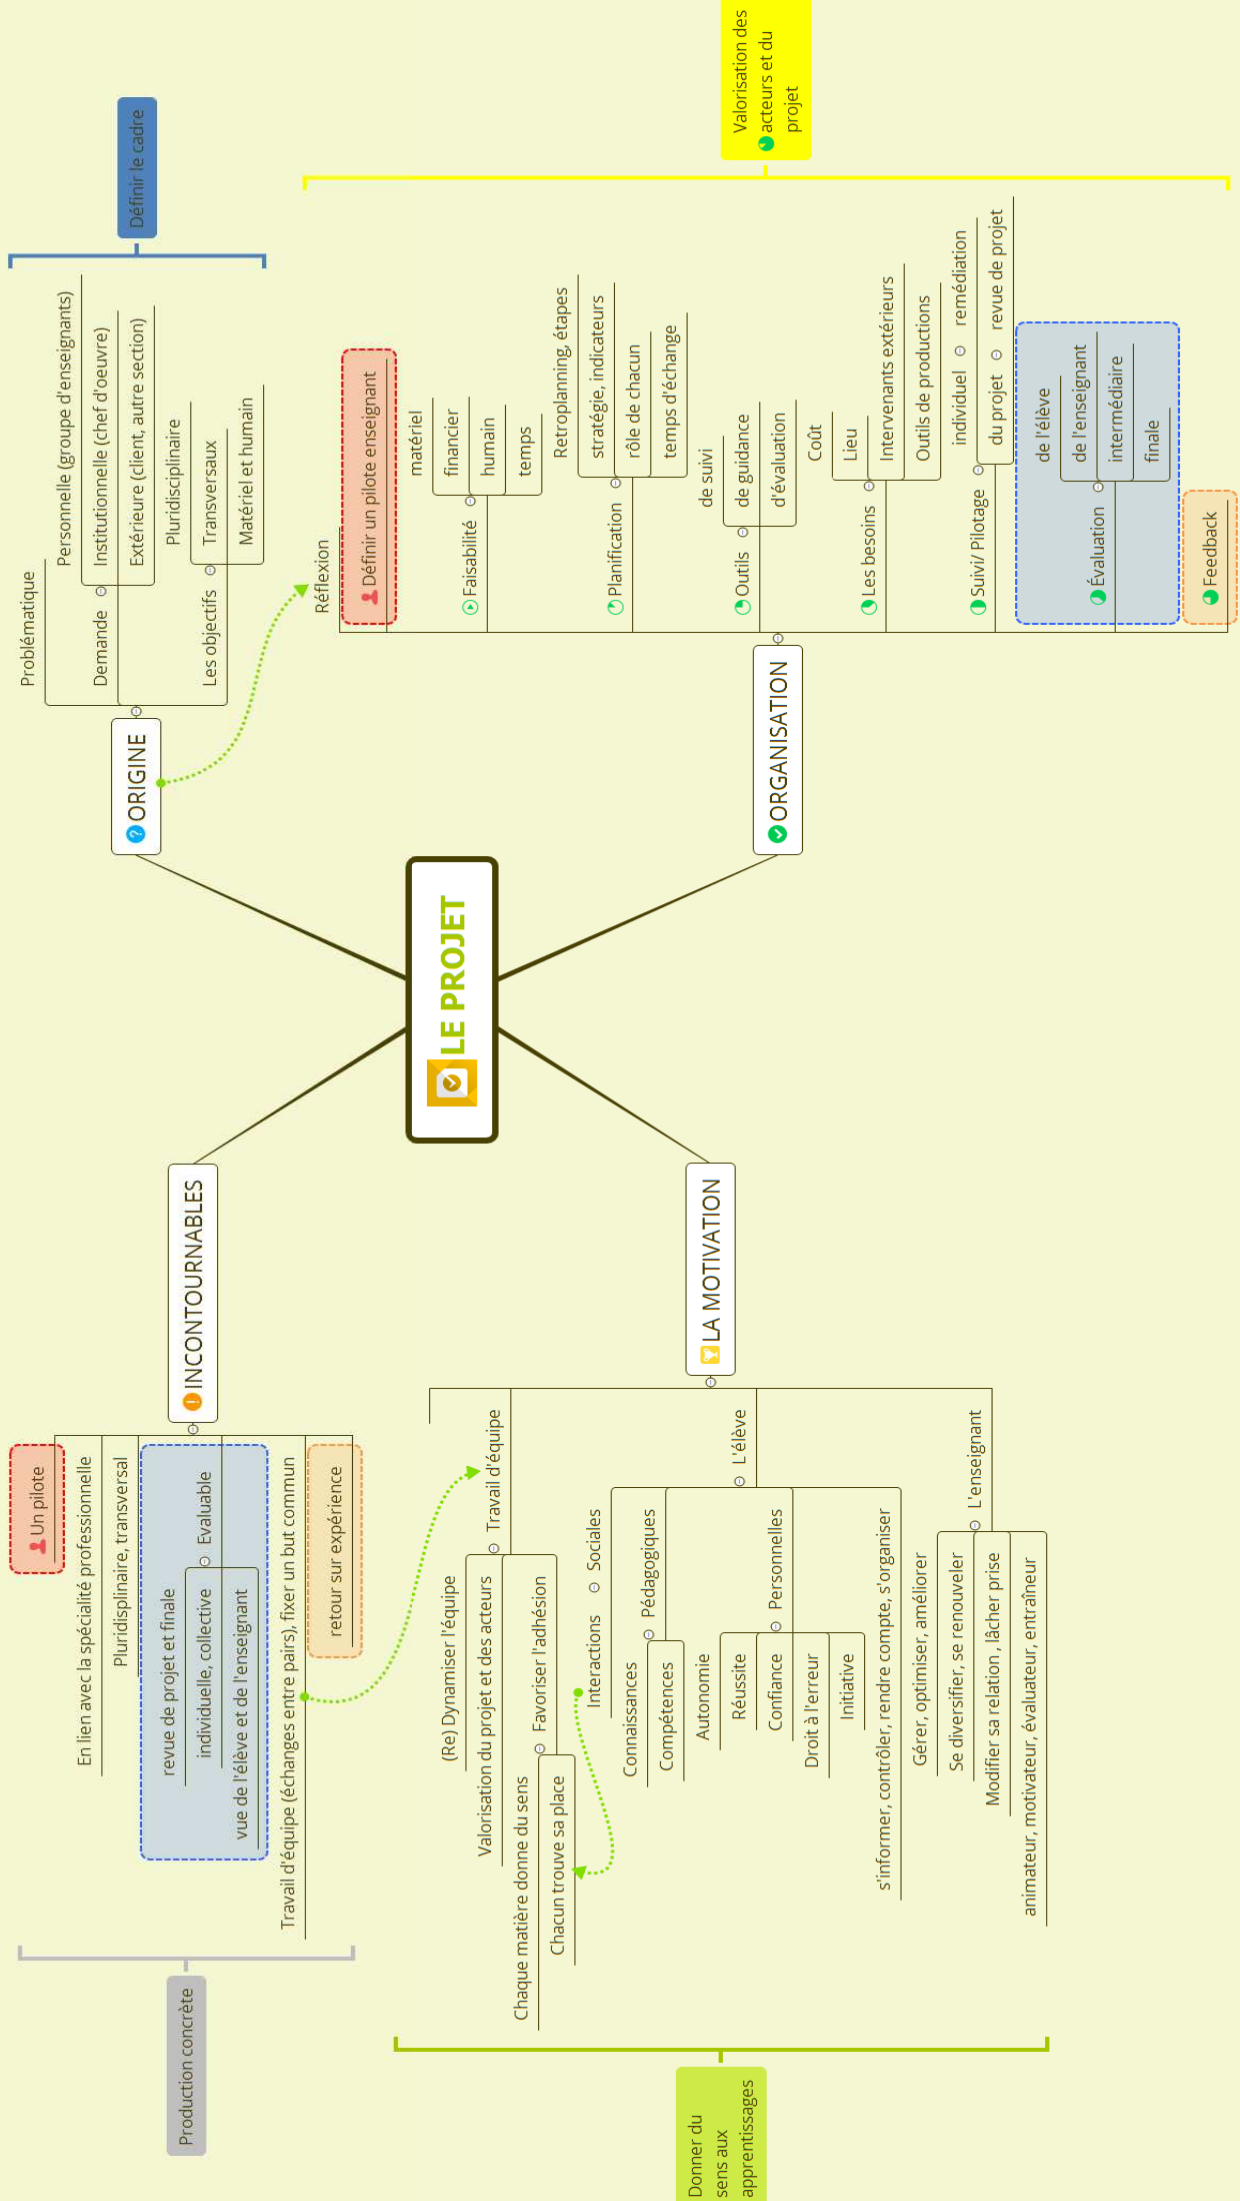 LE PROJET
ORIGINE
Problématique
Demande
Personnelle (groupe d'enseignants)
Institutionnelle (chef d'oeuvre)
Extérieure (client, autre section)
Les objectifs
Pluridisciplinaire
Transversaux
Matériel et humain
Définir le cadre
ORGANISATION
Réflexion
Définir un pilote enseignant
Faisabilité
matériel
financier
humain
temps
Planification
Retroplanning, étapes
stratégie, indicateurs
rôle de chacun
temps d'échange
Outils
de suivi
de guidance
d'évaluation
Les besoins
Coût
Lieu
Intervenants extérieurs
Outils de productions
Suivi/ Pilotage
individuel
remédiation
du projet
revue de projet
Évaluation
de l'élève
de l'enseignant
intermédiaire
finale
Feedback
Valorisation des
acteurs et du
projet
INCONTOURNABLES
Un pilote
En lien avec la spécialité professionnelle
Pluridisplinaire, transversal
Evaluable
revue de projet et finale
individuelle, collective
vue de l'élève et de l'enseignant
Travail d'équipe (échanges entre pairs), fixer un but commun
retour sur expérience
Production concrète
LA MOTIVATION
Travail d'équipe
(Re) Dynamiser l'équipe
Valorisation du projet et des acteurs
Favoriser l'adhésion
Chaque matière donne du sens
Chacun trouve sa place
L'élève
Sociales
Interactions
Pédagogiques
Connaissances
Compétences
Personnelles
Autonomie
Réussite
Confiance
Droit à l'erreur
Initiative
s'informer, contrôler, rendre compte, s'organiser
L'enseignant
Gérer, optimiser, améliorer
Se diversifier, se renouveler
Modifier sa relation , lâcher prise
animateur, motivateur, évaluateur, entraîneur
Donner du
sens aux
apprentissages